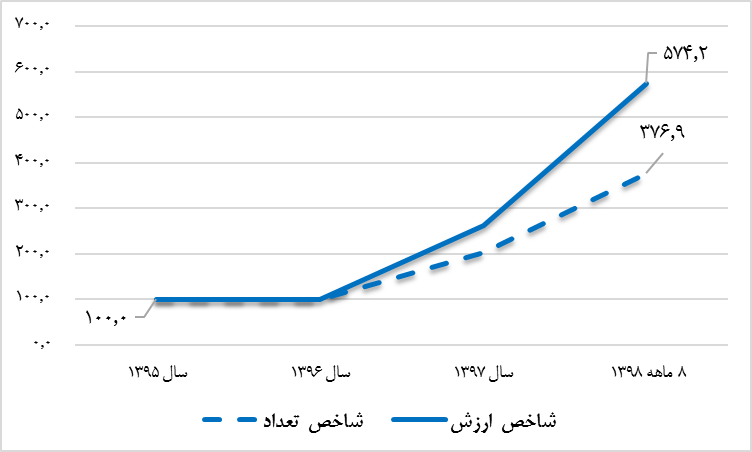 ۷۰۰,۰
۶۰۰,۰
۵۰۰,۰
۴۰۰,۰
۳۰۰,۰
۲۰۰,۰
۱۰۰,۰
۰,۰
۵۷۴,۲
۳۷۶,۹
۱۰۰,۰
سال ۱۳۹۵
سال ۱۳۹۶
سال ۱۳۹۷
۸ ماهه ۱۳۹۸
شاخص ارزش
شاخص تعداد